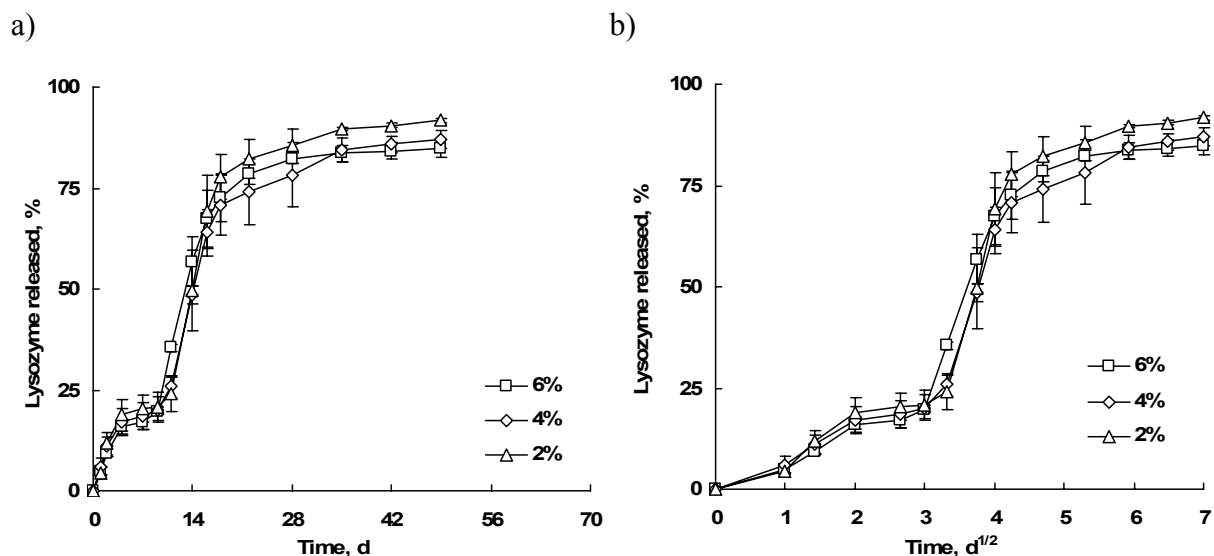 a)
100
75
50
25
0
Lysozyme released, %
0 14 28 42 56 70
Time, d
6%
4%
2%
b)
100
75
50
25
0
Lysozyme released, %
0 1 2 3 4 5 6 7
Time, d^1/2
6%
4%
2%